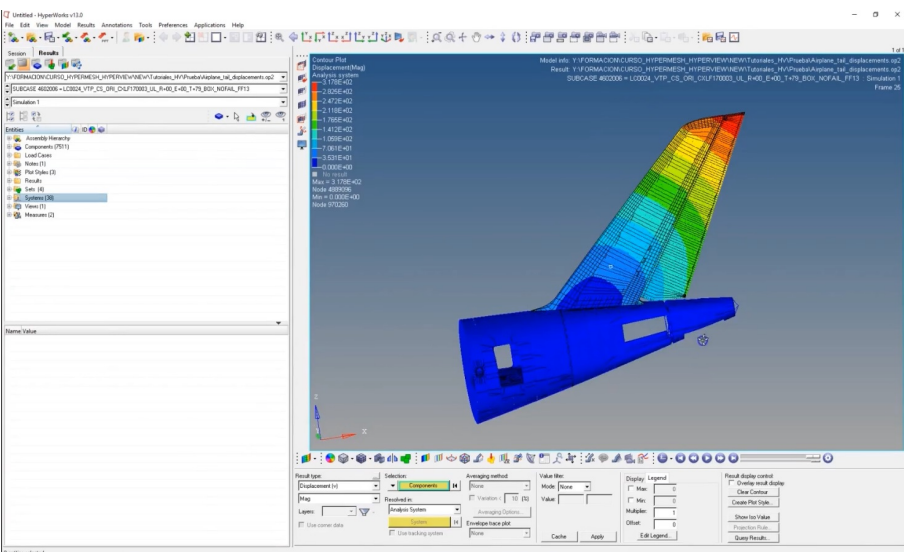 Untitled - HyperWorks v13.0
File Edit View Model Results Annotations Tools Preferences Applications Help
Session Results
Y:\FORMACION\CURSO_HYPERMESH_HYPERVIEW\NEW\Tutoriales_HV\Prueba\Airplane_tail_displacements.op2
SUBCASE 4602006 = LC0024_VTP_CS_ORI_CXLF170003_UL_R+00_E+00_T+79_BOX_NOFAIL_FF13
Simulation 1
Entities ID
Assembly Hierarchy
Components (7511)
Load Cases
Notes (1)
Plot Styles (3)
Results
Sets (4)
Systems (38)
Views (1)
Measures (2)
Name Value
1 of 1
Contour Plot
Displacement(Mag)
Analysis system
3.178E+02
2.825E+02
2.472E+02
2.118E+02
1.765E+02
1.412E+02
1.059E+02
7.061E+01
3.531E+01
0.000E+00
No result
Max = 3.178E+02
Node 4889096
Min = 0.000E+00
Node 970260
Model info: Y:\FORMACION\CURSO_HYPERMESH_HYPERVIEW\NEW\Tutoriales_HV\Prueba\Airplane_tail_displacements.op2
Result: Y:\FORMACION\CURSO_HYPERMESH_HYPERVIEW\NEW\Tutoriales_HV\Prueba\Airplane_tail_displacements.op2
SUBCASE 4602006 = LC0024_VTP_CS_ORI_CXLF170003_UL_R+00_E+00_T+79_BOX_NOFAIL_FF13 : Simulation 1
Frame 26
Z
X
Result type:
Displacement (v)
Mag
Layers
Use corner data
Selection:
Components
Resolved in:
Analysis System
System
Use tracking system
Averaging method:
None
Variation < 10 (%)
Averaging Options...
Envelope trace plot:
None
Value filter:
Mode None
Value
Cache Apply
Display Legend
Max: 0
Min: 0
Multiplier: 1
Offset: 0
Edit Legend...
Result display control
Overlay result display
Clear Contour
Create Plot Style...
Show Iso Value
Projection Rule...
Query Results...